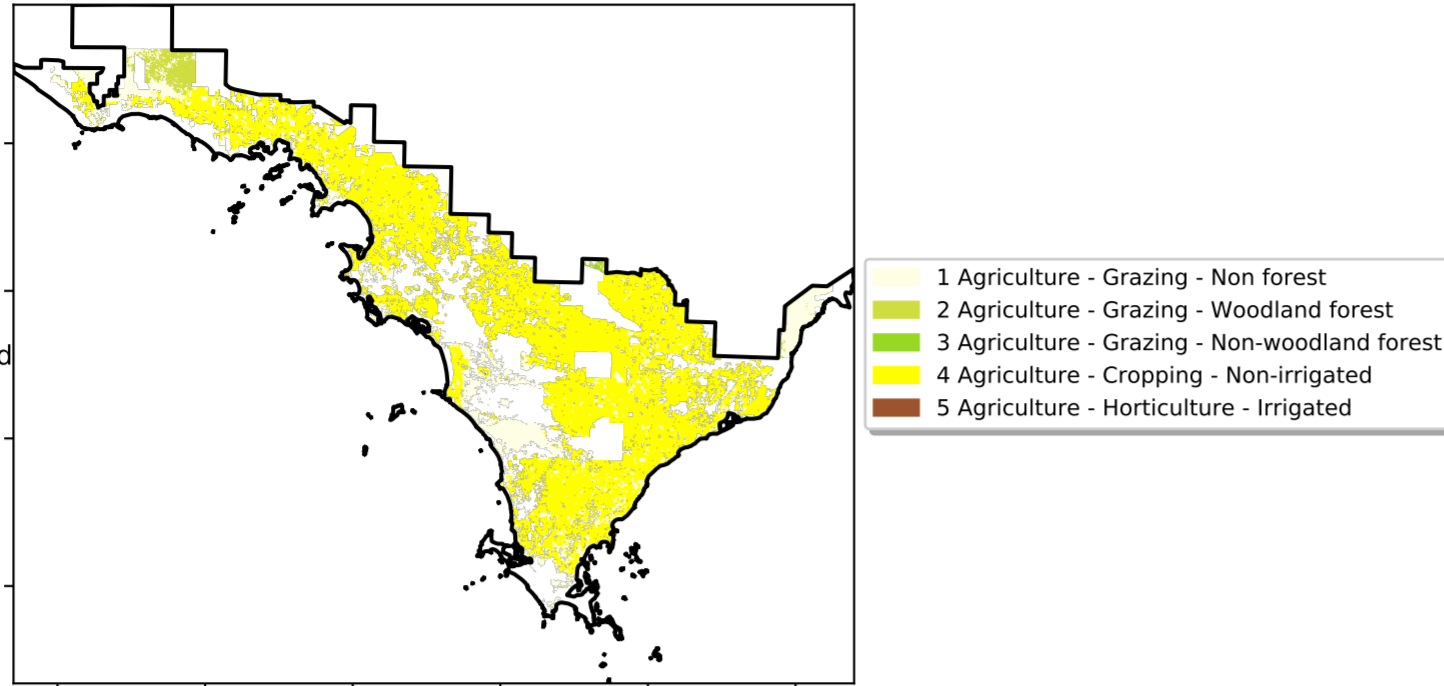 d
1 Agriculture - Grazing - Non forest
2 Agriculture - Grazing - Woodland forest
3 Agriculture - Grazing - Non-woodland forest
4 Agriculture - Cropping - Non-irrigated
5 Agriculture - Horticulture - Irrigated